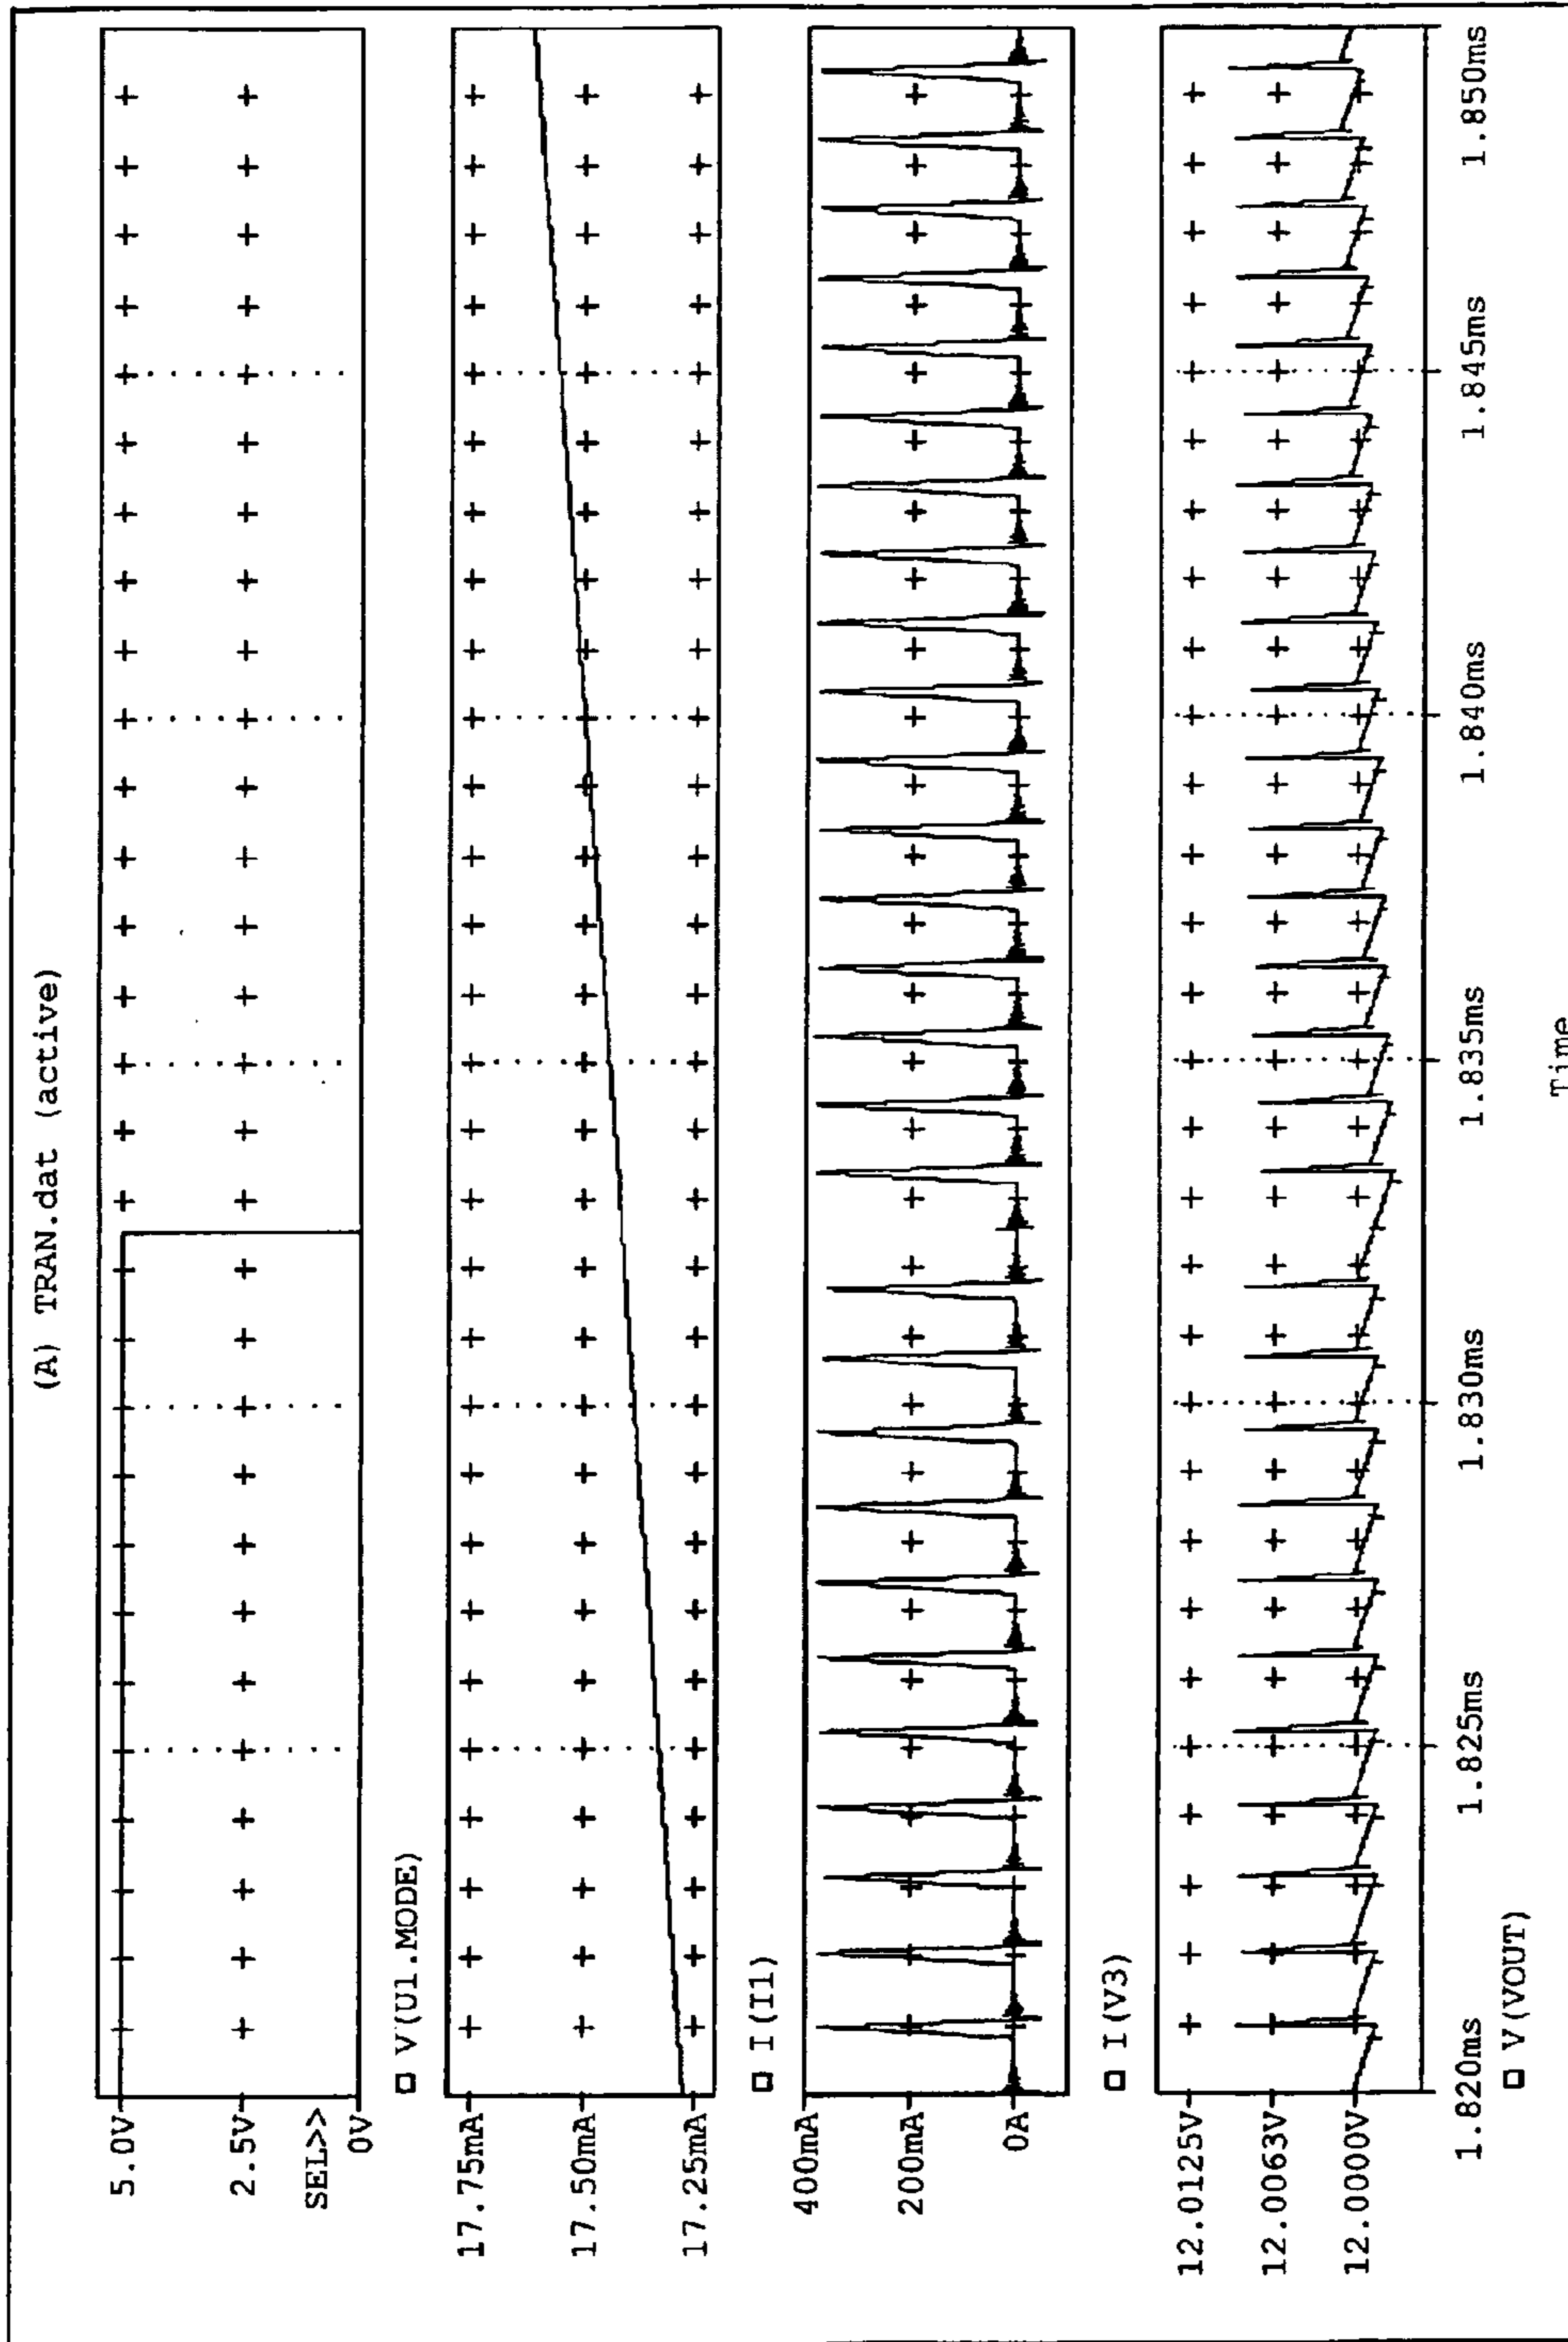 (A) TRAN.dat (active)
5.0V
2.5V
SEL>>
0V
V(U1.MODE)
17.75mA
17.50mA
17.25mA
I(I1)
400mA
200mA
0A
I(V3)
12.0125V
12.0063V
12.0000V
1.820ms 1.825ms 1.830ms 1.835ms 1.840ms 1.845ms 1.850ms
V(VOUT)
Time